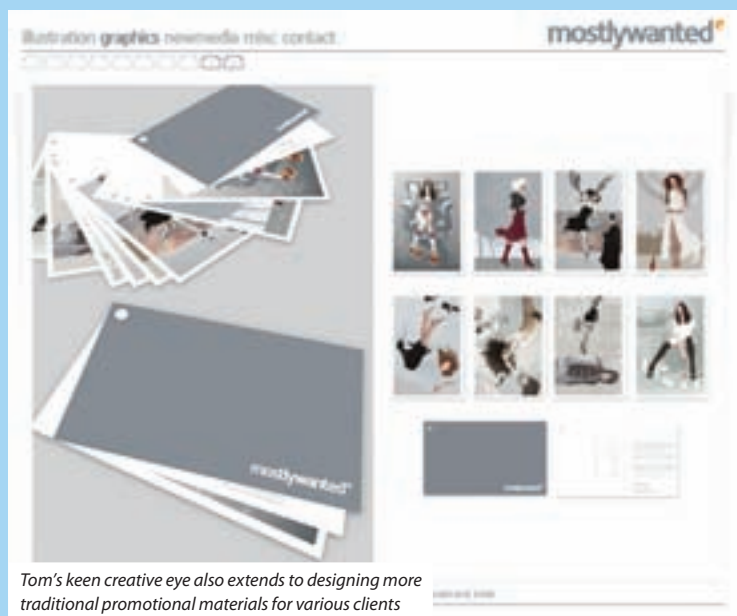 illustration graphics newmedia misc contact
mostlywanted
mostlywanted
mostlywanted
Tom's keen creative eye also extends to designing more
traditional promotional materials for various clients